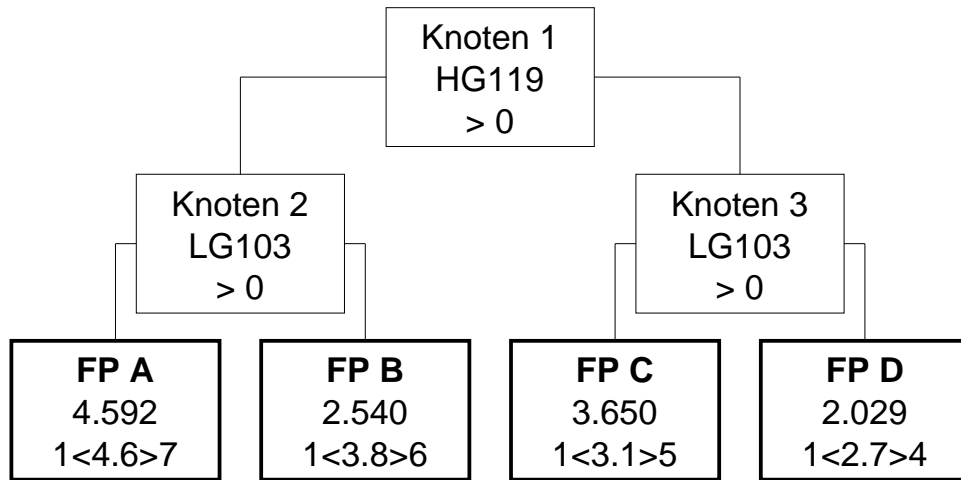 Knoten 1
HG119
> 0
Knoten 2
LG103
> 0
Knoten 3
LG103
> 0
FP A
4.592
1<4.6>7
FP B
2.540
1<3.8>6
FP C
3.650
1<3.1>5
FP D
2.029
1<2.7>4